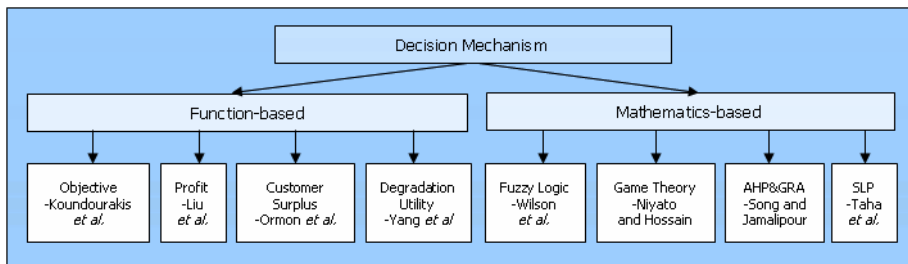 Decision Mechanism
Function-based
Mathematics-based
Objective
-Koundourakis
et al.
Profit
-Liu
et al.
Customer
Surplus
-Ormon et al.
Degradation
Utility
-Yang et al
Fuzzy Logic
-Wilson
et al.
Game Theory
-Niyato
and Hossain
AHP&GRA
-Song and
Jamalipour
SLP
-Taha
et al.